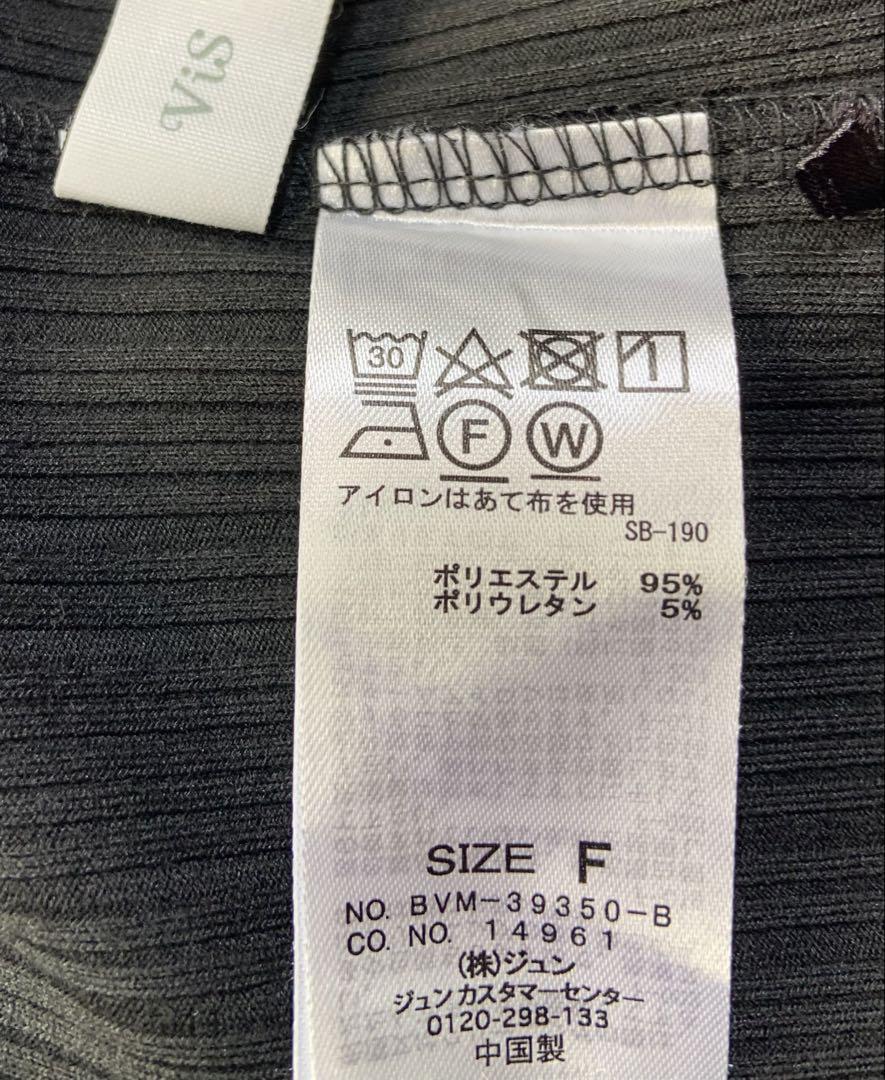 ViS
30
1
F W
アイロンはあて布を使用
SB-190
ポリエステル 95%
ポリウレタン 5%
SIZE F
NO. BVM-39350-B
CO. NO. 14961
(株)ジュン
ジュンカスタマーセンター
0120-298-133
中国製